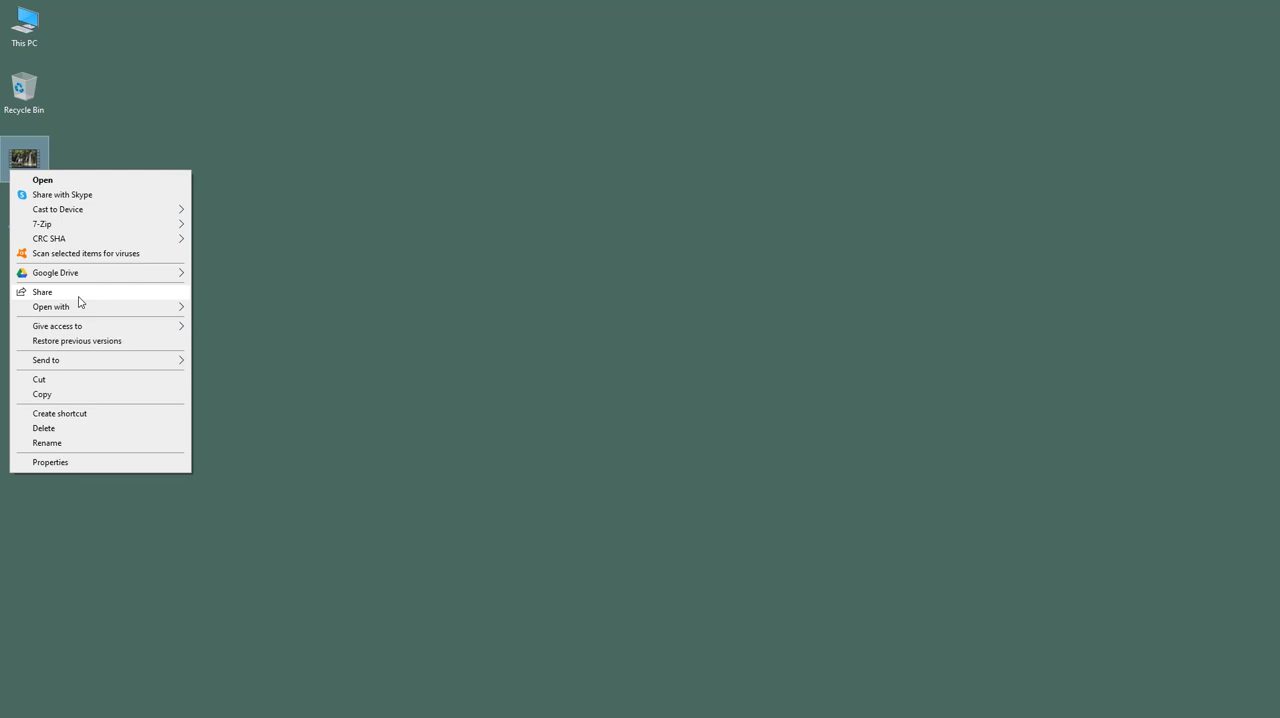 This PC
Recycle Bin
Open
Share with Skype
Cast to Device
7-Zip
CRC SHA
Scan selected items for viruses
Google Drive
Share
Open with
Give access to
Restore previous versions
Send to
Cut
Copy
Create shortcut
Delete
Rename
Properties